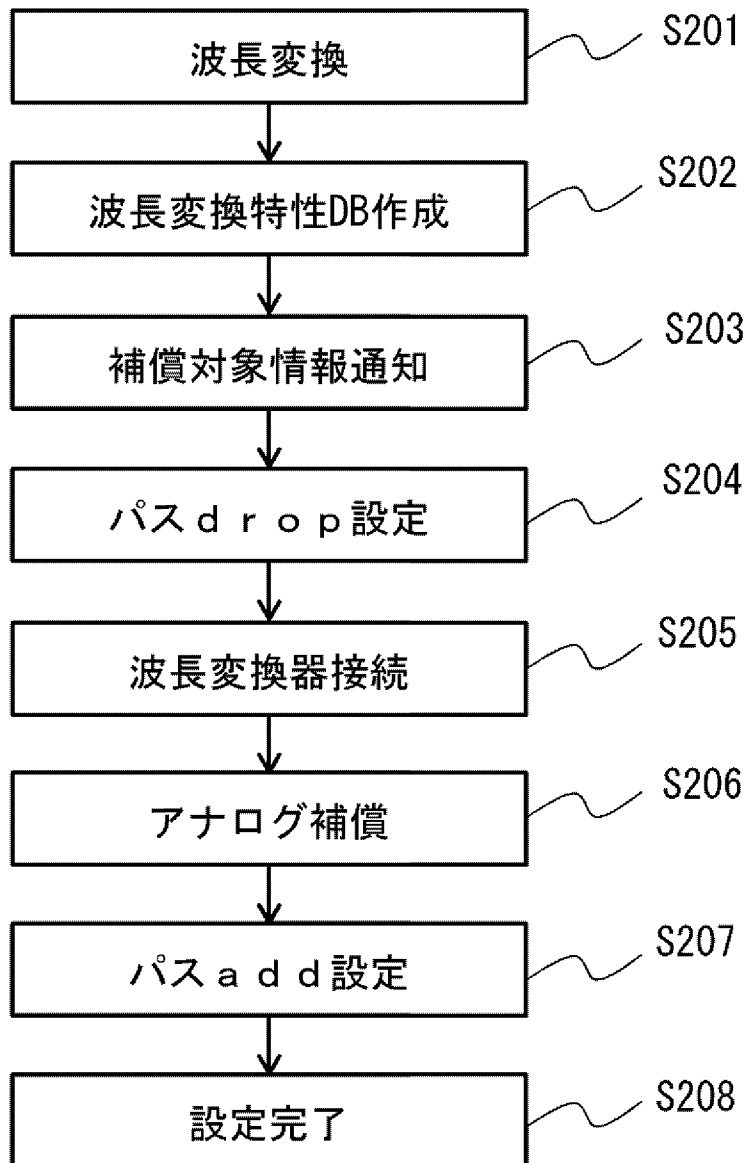 波長変換
S201
波長変換特性DB作成
S202
補償対象情報通知
S203
パスｄｒｏｐ設定
S204
波長変換器接続
S205
アナログ補償
S206
パスａｄｄ設定
S207
設定完了
S208